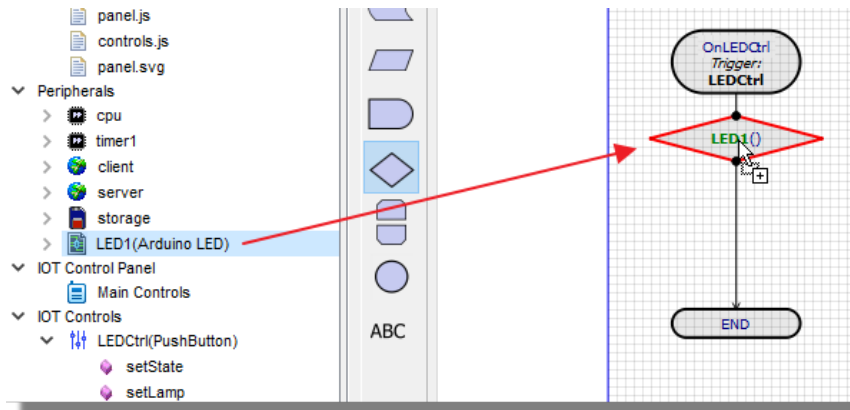 panel.js
controls.js
panel.svg
Peripherals
cpu
timer1
client
server
storage
LED1(Arduino LED)
IOT Control Panel
Main Controls
IOT Controls
LEDCtrl(PushButton)
setState
setLamp
ABC
OnLEDCtrl
Trigger:
LEDCtrl
LED1()
END